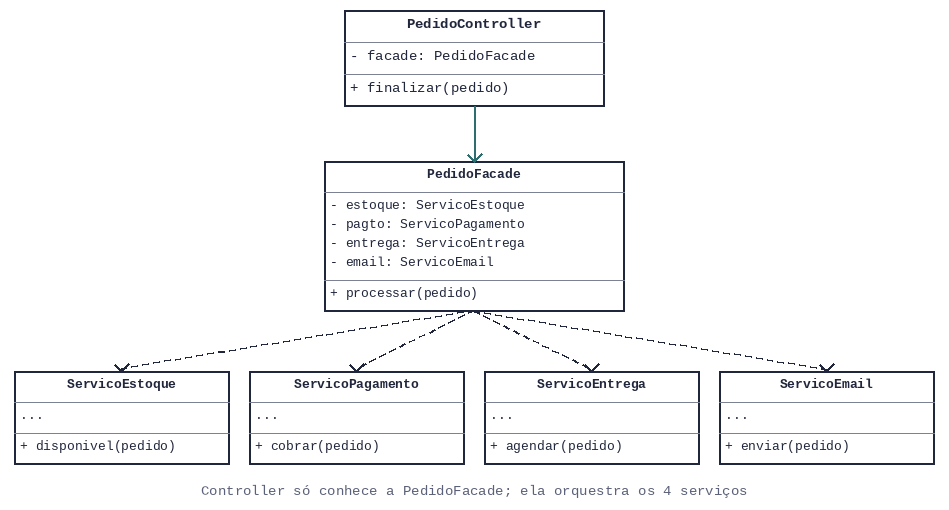 PedidoController
- facade: PedidoFacade
+ finalizar(pedido)
PedidoFacade
- estoque: ServicoEstoque
- pagto: ServicoPagamento
- entrega: ServicoEntrega
- email: ServicoEmail
+ processar(pedido)
ServicoEstoque
...
+ disponivel(pedido)
ServicoPagamento
...
+ cobrar(pedido)
ServicoEntrega
...
+ agendar(pedido)
ServicoEmail
...
+ enviar(pedido)
Controller só conhece a PedidoFacade; ela orquestra os 4 serviços